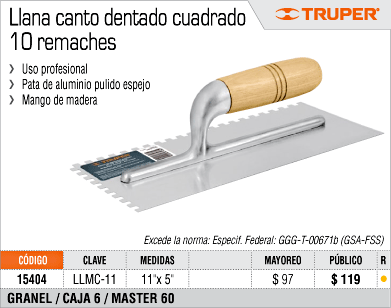 Llana canto dentado cuadrado
10 remaches
TRUPER®
Uso profesional
Pata de aluminio pulido espejo
Mango de madera
Excede la norma: Especif. Federal: GGG-T-00671b (GSA-FSS)
CÓDIGO CLAVE MEDIDAS MAYOREO PÚBLICO R
15404 LLMC-11 11"x 5" $ 97 $ 119
GRANEL / CAJA 6 / MASTER 60